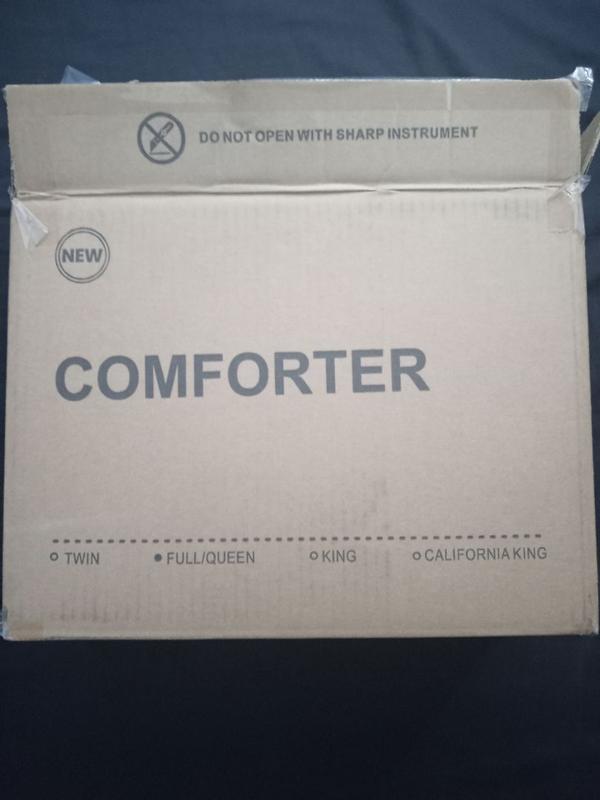 DO NOT OPEN WITH SHARP INSTRUMENT
NEW
COMFORTER
TWIN FULL/QUEEN KING CALIFORNIA KING